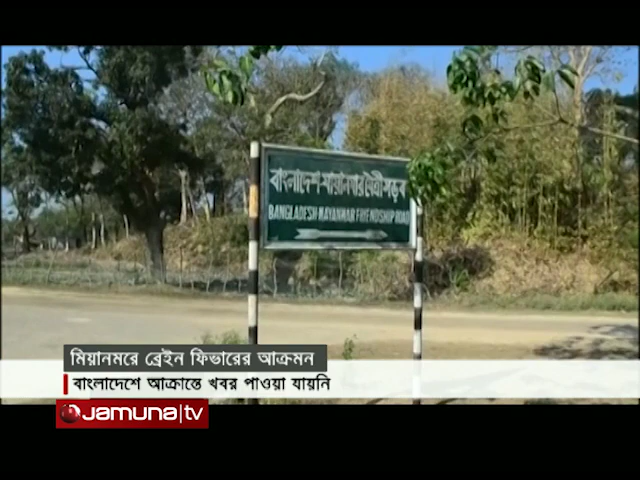 বাংলাদেশ-মায়ানমার মৈত্রী সড়ক
BANGLADESH MAYANMAR FRIENDSHIP ROAD
মিয়ানমারে ব্রেইন ফিভারের আক্রমন
বাংলাদেশে আক্রান্তে খবর পাওয়া যায়নি
Jamuna|tv